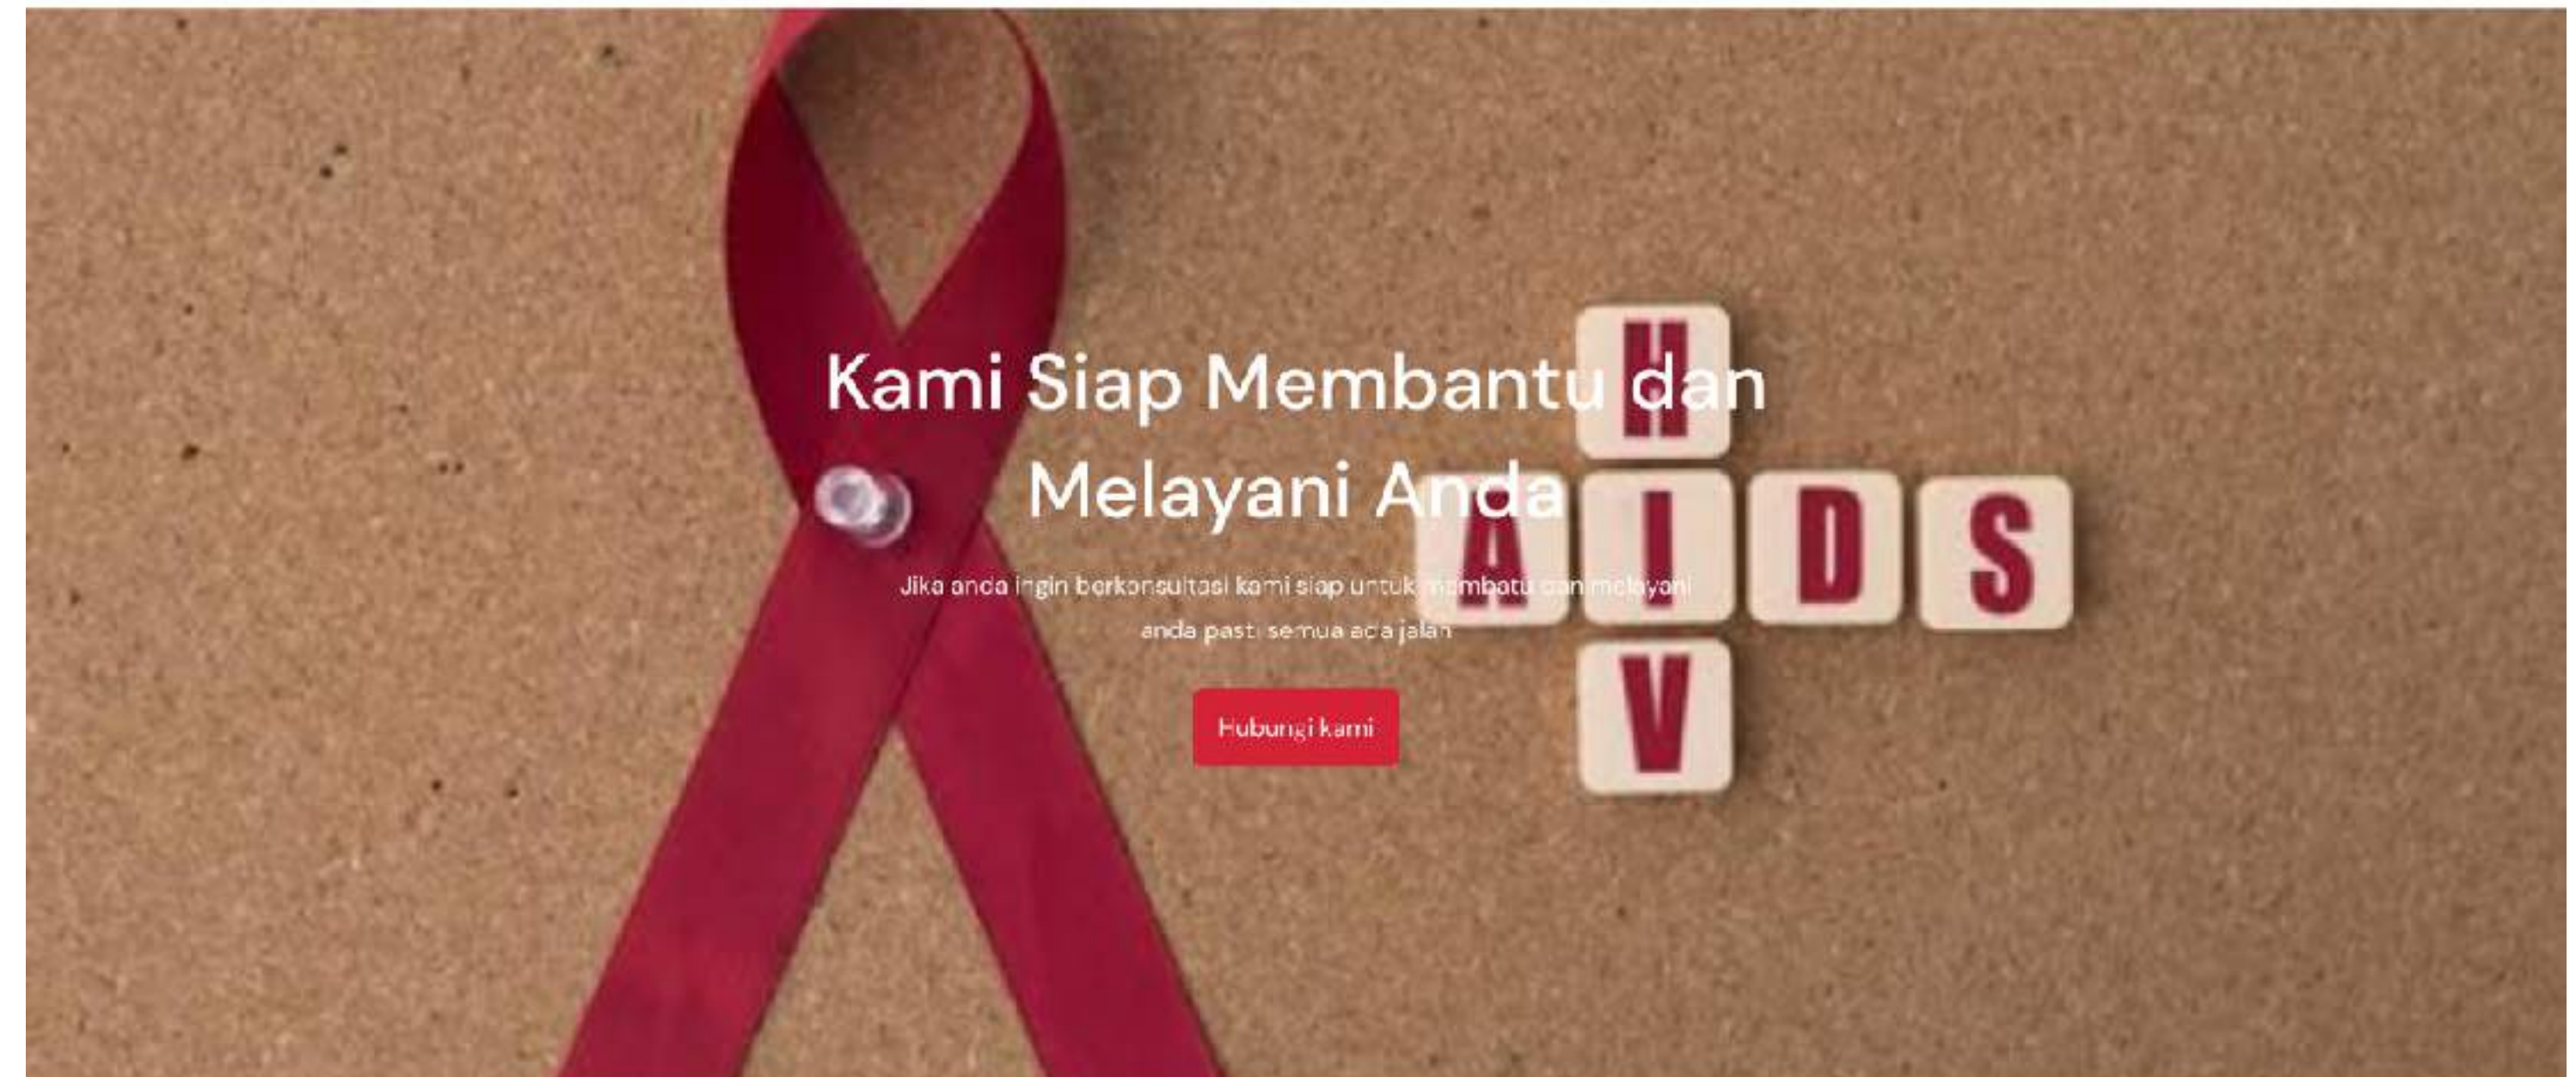 Kami Siap Membantu dan
Melayani Anda
Jika anda ingin berkonsultasi kami siap untuk membatu dan melayani
anda pasti semua ada jalan
Hubungi kami
H
AIDS
V